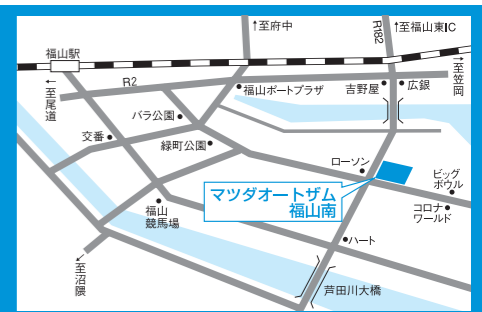 ↑至府中
R182
↑至福山東IC
福山駅
←至笠岡
R2
←至尾道
福山ポートプラザ
吉野屋
広銀
バラ公園
交番
緑町公園
ローソン
ビッグ
ボウル
マツダオートザム
福山南
コロナ
ワールド
福山
競馬場
ハート
←至沼隈
芦田川大橋